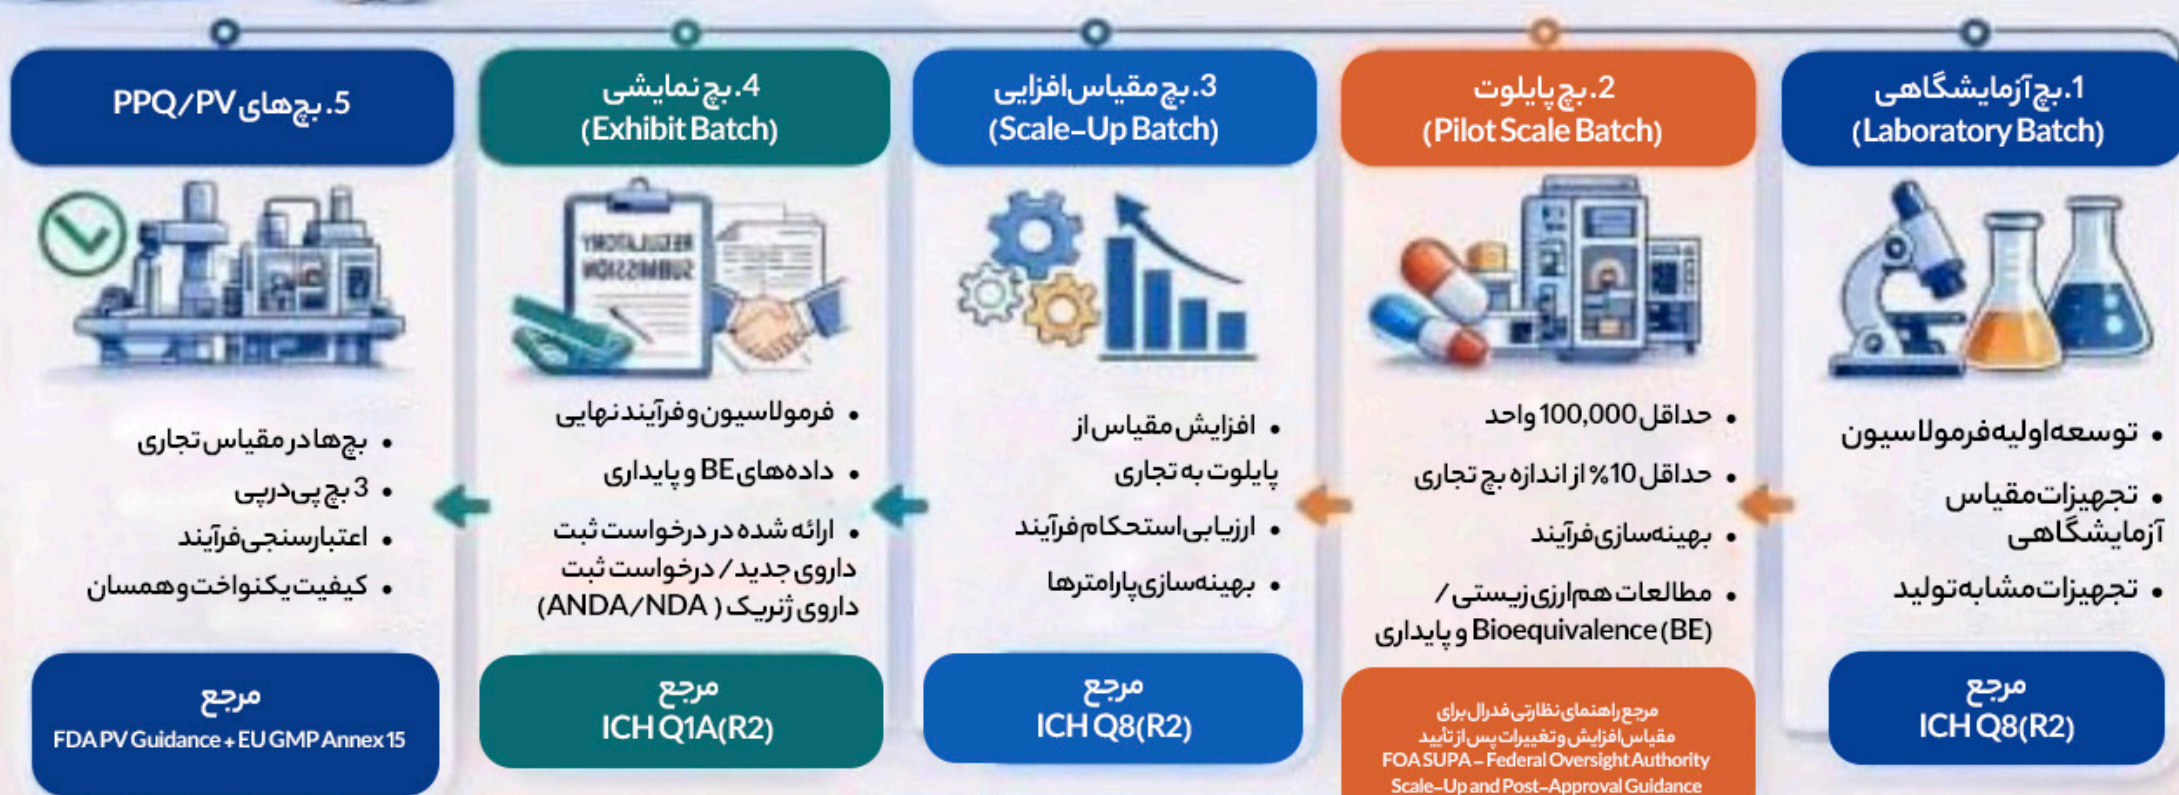 1. بچ آزمایشگاهی
(Laboratory Batch)
• توسعه اولیه فرمولاسیون
• تجهیزات مقیاس
آزمایشگاهی
• تجهیزات مشابه تولید
مرجع
ICH Q8(R2)
2. بچ پایلوت
(Pilot Scale Batch)
• حداقل 100,000 واحد
• حداقل 10% از اندازه بچ تجاری
• بهینه‌سازی فرآیند
• مطالعات هم‌ارزی زیستی /
Bioequivalence (BE) و پایداری
مرجع راهنمای نظارتی فدرال برای
مقیاس‌افزایش و تغییرات پس از تأیید
FOA SUPA – Federal Oversight Authority
Scale-Up and Post-Approval Guidance
3. بچ مقیاس‌افزایی
(Scale-Up Batch)
• افزایش مقیاس از
پایلوت به تجاری
• ارزیابی استحکام فرآیند
• بهینه‌سازی پارامترها
مرجع
ICH Q8(R2)
4. بچ نمایشی
(Exhibit Batch)
REGULATORY
SUBMISSION
• فرمولاسیون و فرآیند نهایی
• داده‌های BE و پایداری
• ارائه شده در درخواست ثبت
داروی جدید / درخواست ثبت
داروی ژنریک ( ANDA/NDA)
مرجع
ICH Q1A(R2)
5. بچ‌های PPQ/PV
• بچ‌ها در مقیاس تجاری
• 3 بچ پی‌درپی
• اعتبارسنجی فرآیند
• کیفیت یکنواخت و همسان
مرجع
FDA PV Guidance + EU GMP Annex 15